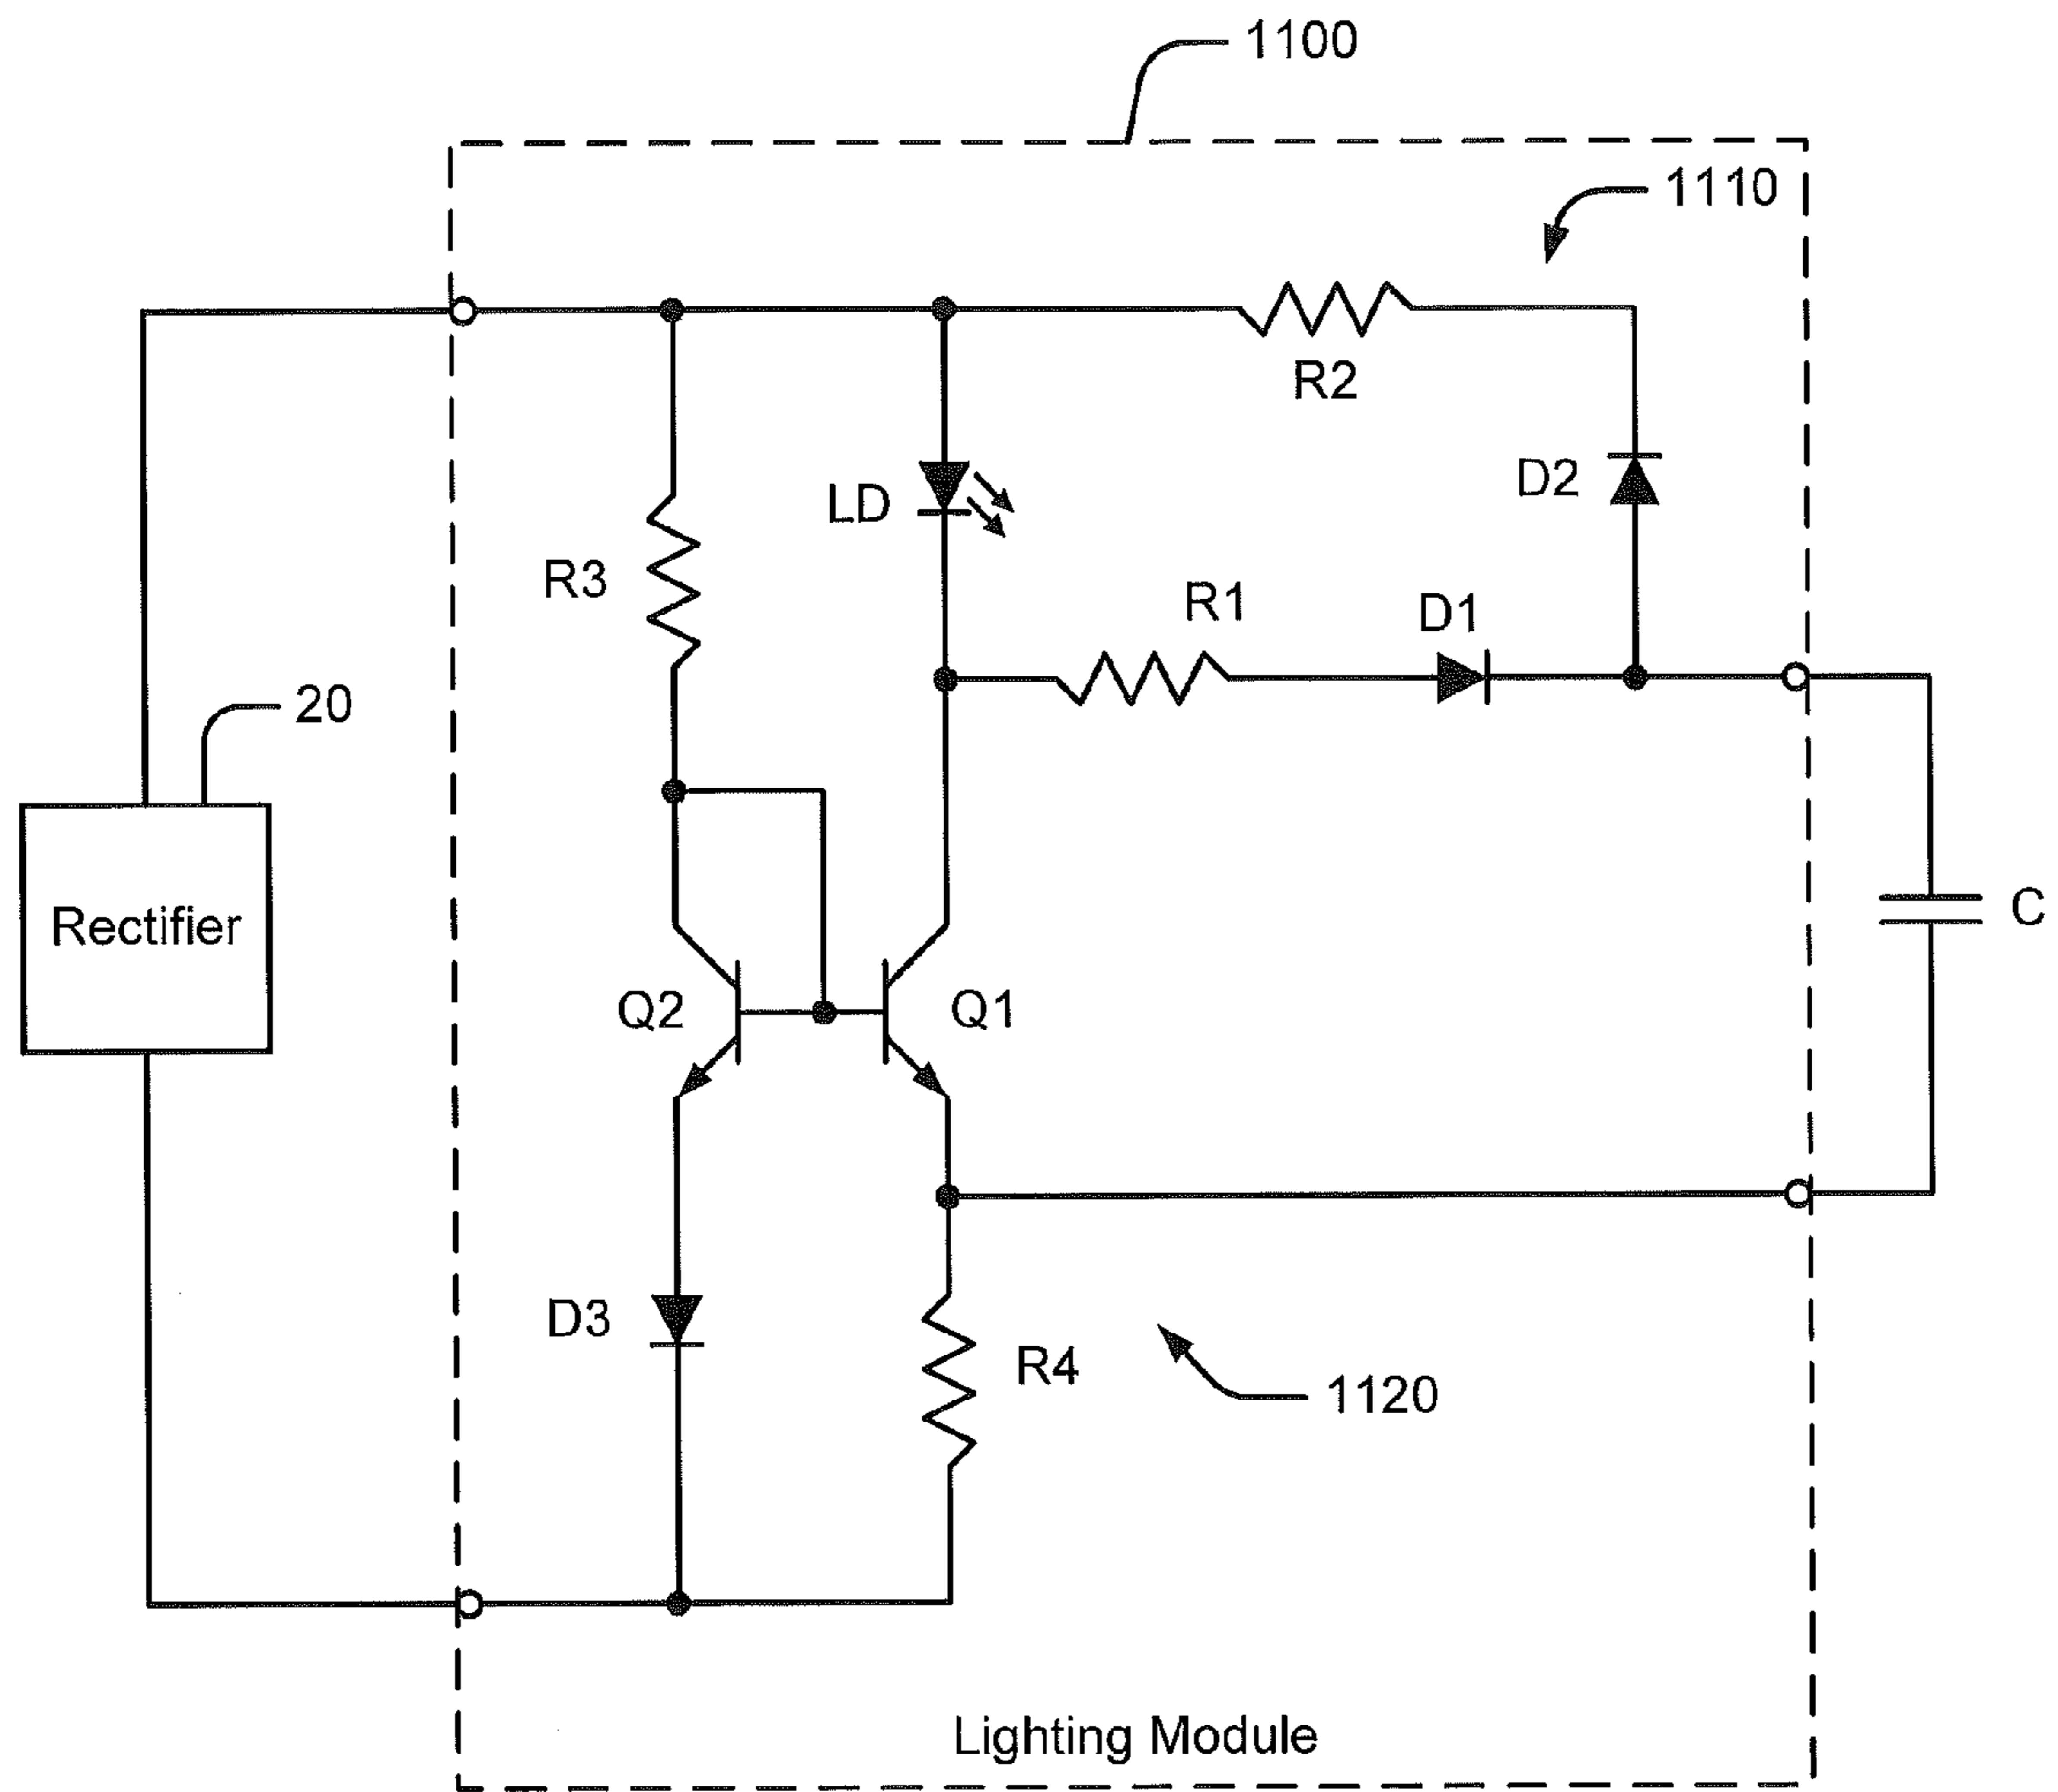 1100
1110
R2
D2
LD
R3
R1
D1
20
Rectifier
C
Q2
Q1
D3
R4
1120
Lighting Module